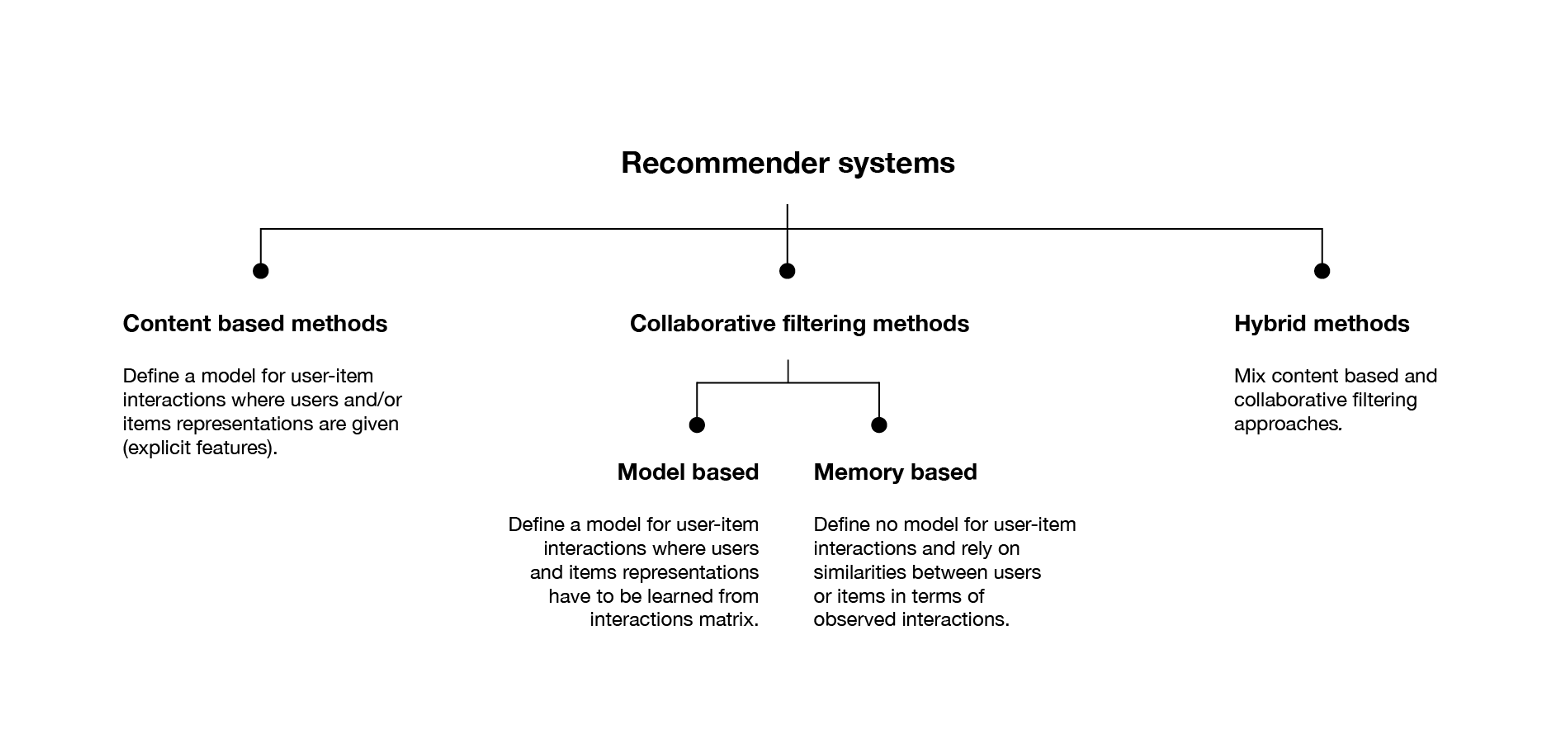 Recommender systems
Content based methods
Define a model for user-item
interactions where users and/or
items representations are given
(explicit features).
Collaborative filtering methods
Model based
Define a model for user-item
interactions where users
and items representations
have to be learned from
interactions matrix.
Memory based
Define no model for user-item
interactions and rely on
similarities between users
or items in terms of
observed interactions.
Hybrid methods
Mix content based and
collaborative filtering
approaches.